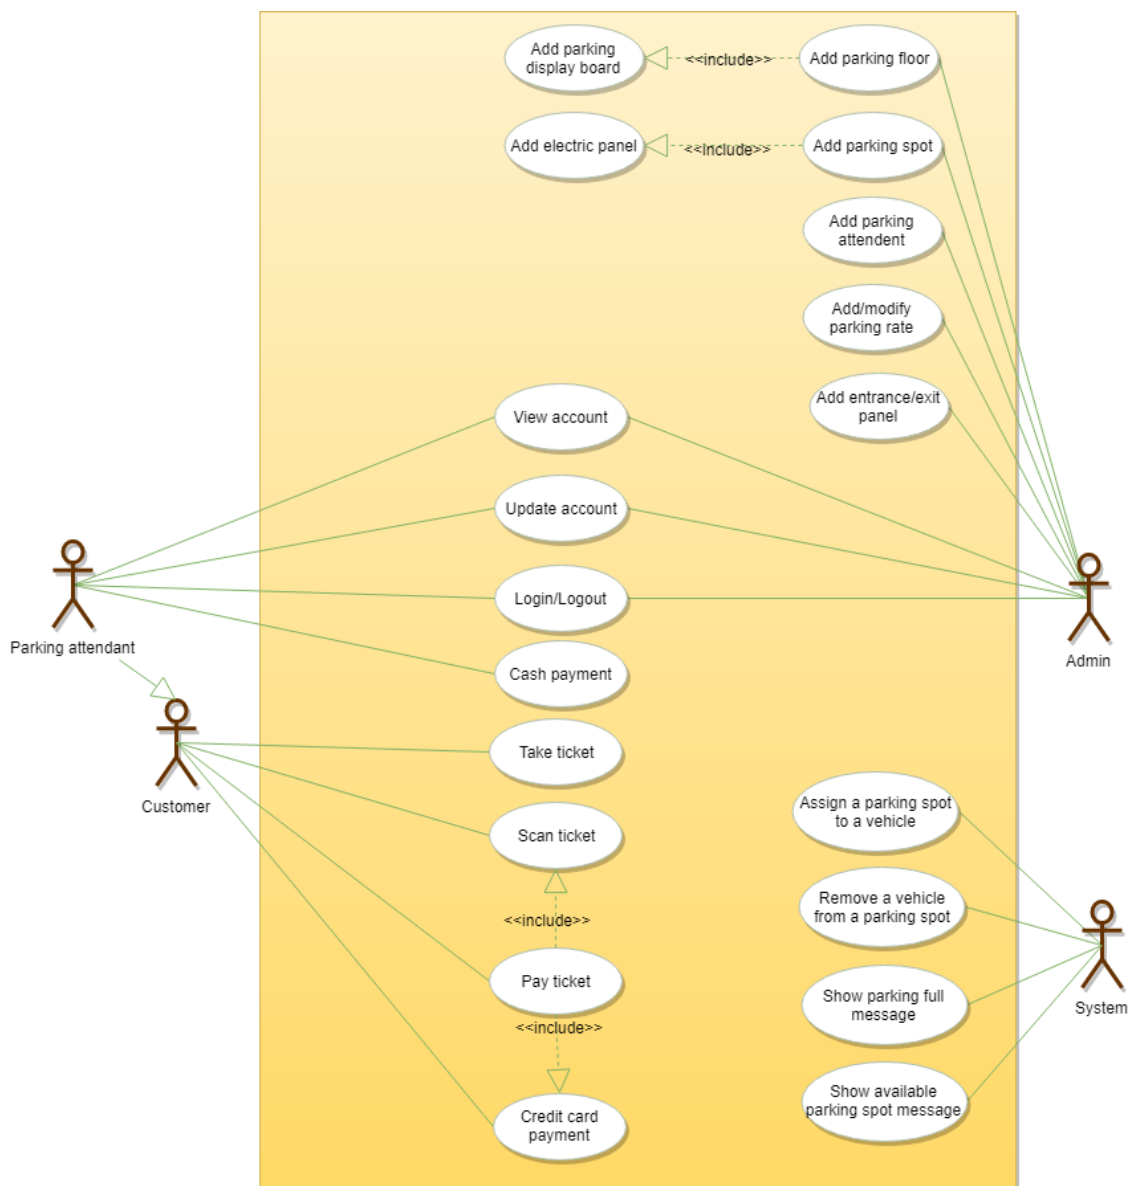 Add parking
display board
<<include>>
Add parking floor
Add electric panel
<<include>>
Add parking spot
Add parking
attendent
Add/modify
parking rate
Add entrance/exit
panel
View account
Update account
Login/Logout
Parking attendant
Admin
Cash payment
Take ticket
Customer
Assign a parking spot
to a vehicle
Scan ticket
Remove a vehicle
from a parking spot
<<include>>
Pay ticket
Show parking full
message
System
<<include>>
Show available
parking spot message
Credit card
payment